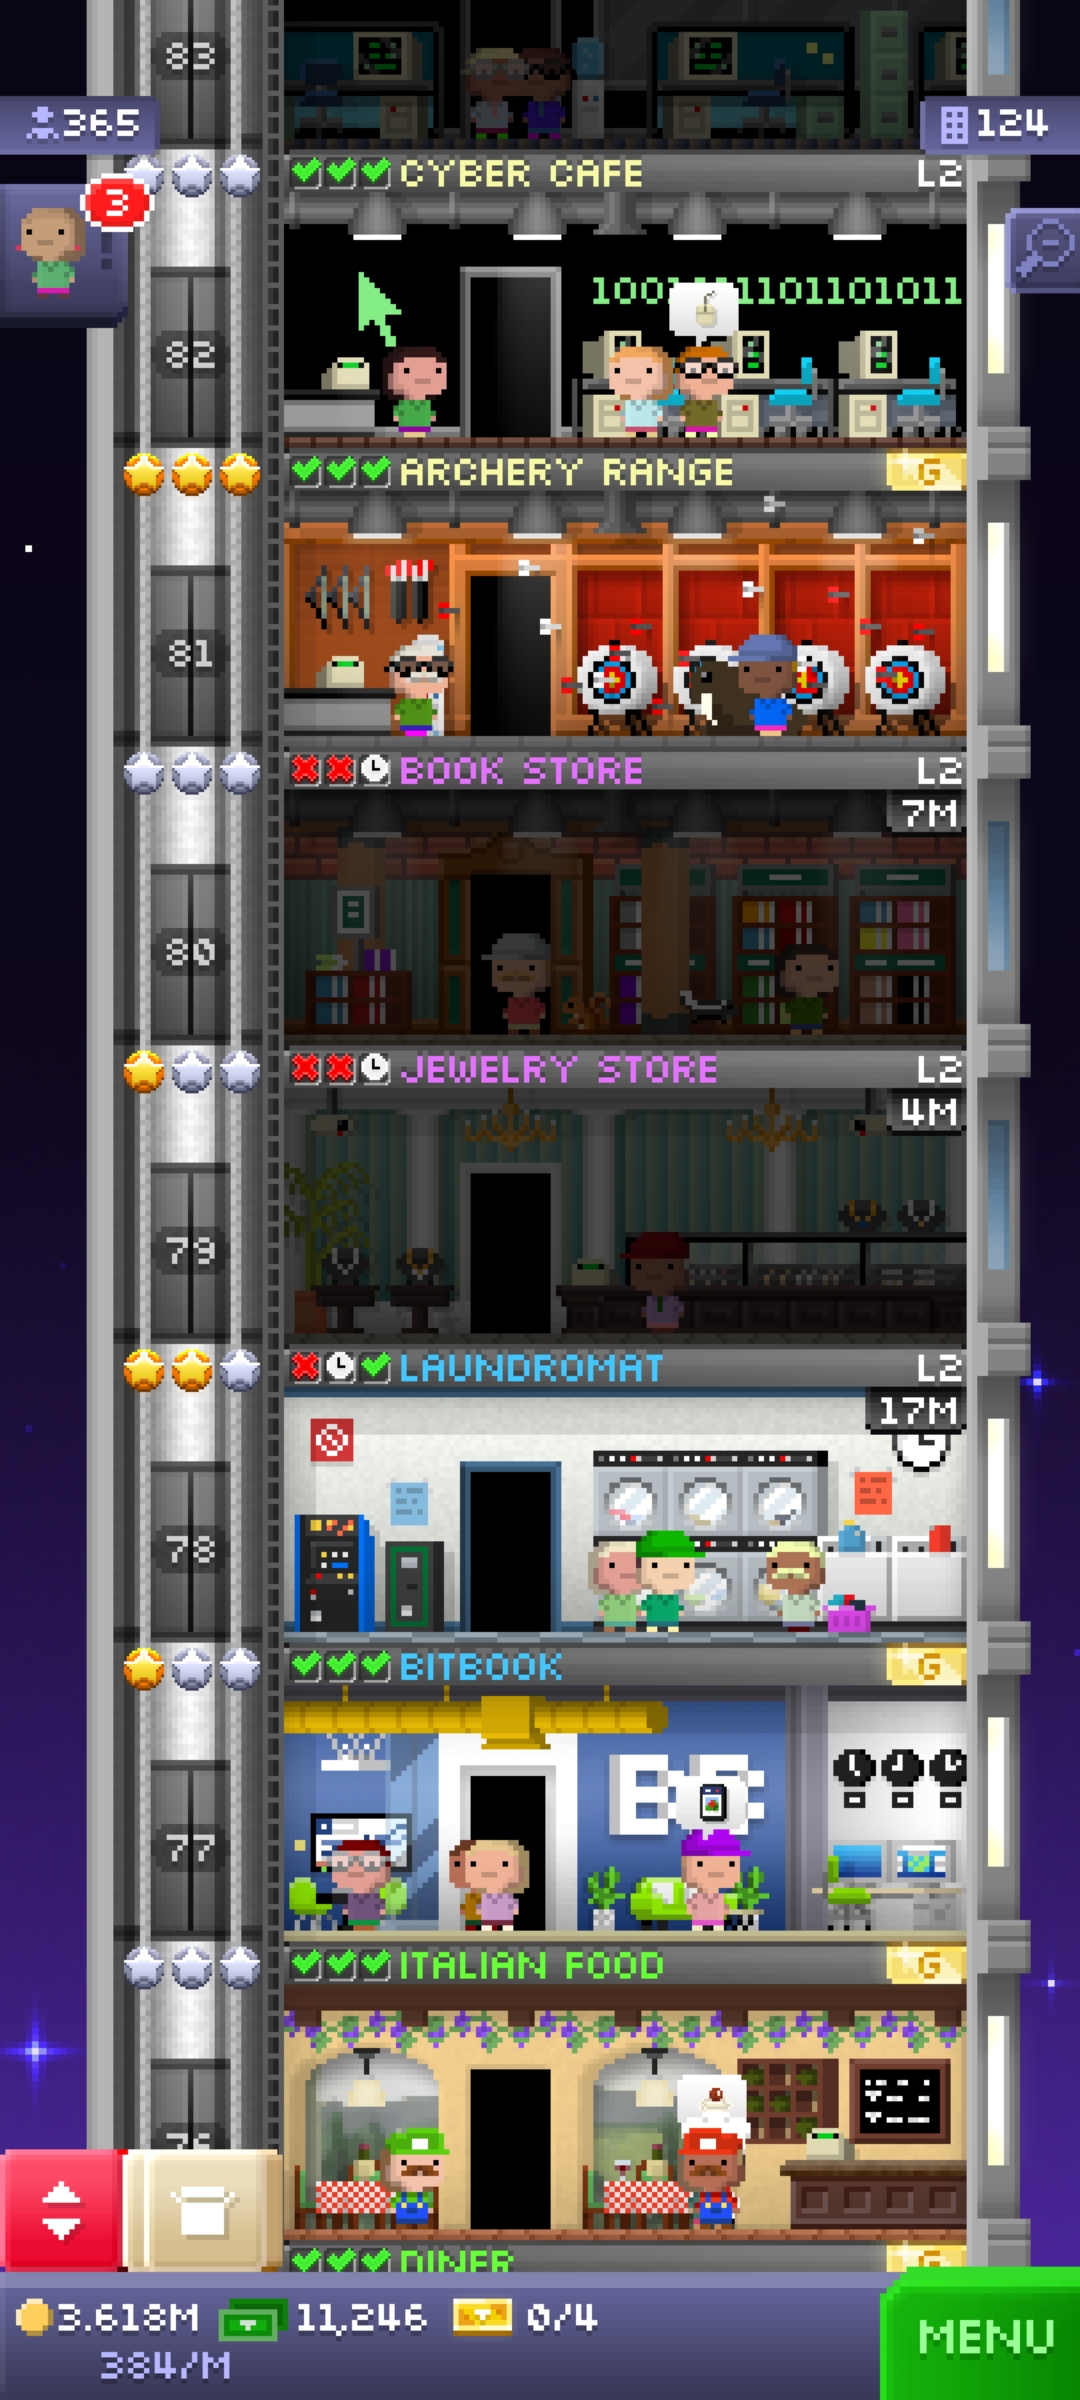 83
365
124
CYBER CAFE L2
3
1001101101011
82
ARCHERY RANGE G
81
BOOK STORE L2
7M
80
JEWELRY STORE L2
4M
79
LAUNDROMAT L2
17M
78
BITBOOK G
B
77
ITALIAN FOOD G
76
DINER G
3.618M 11,246 0/4
384/M
MENU